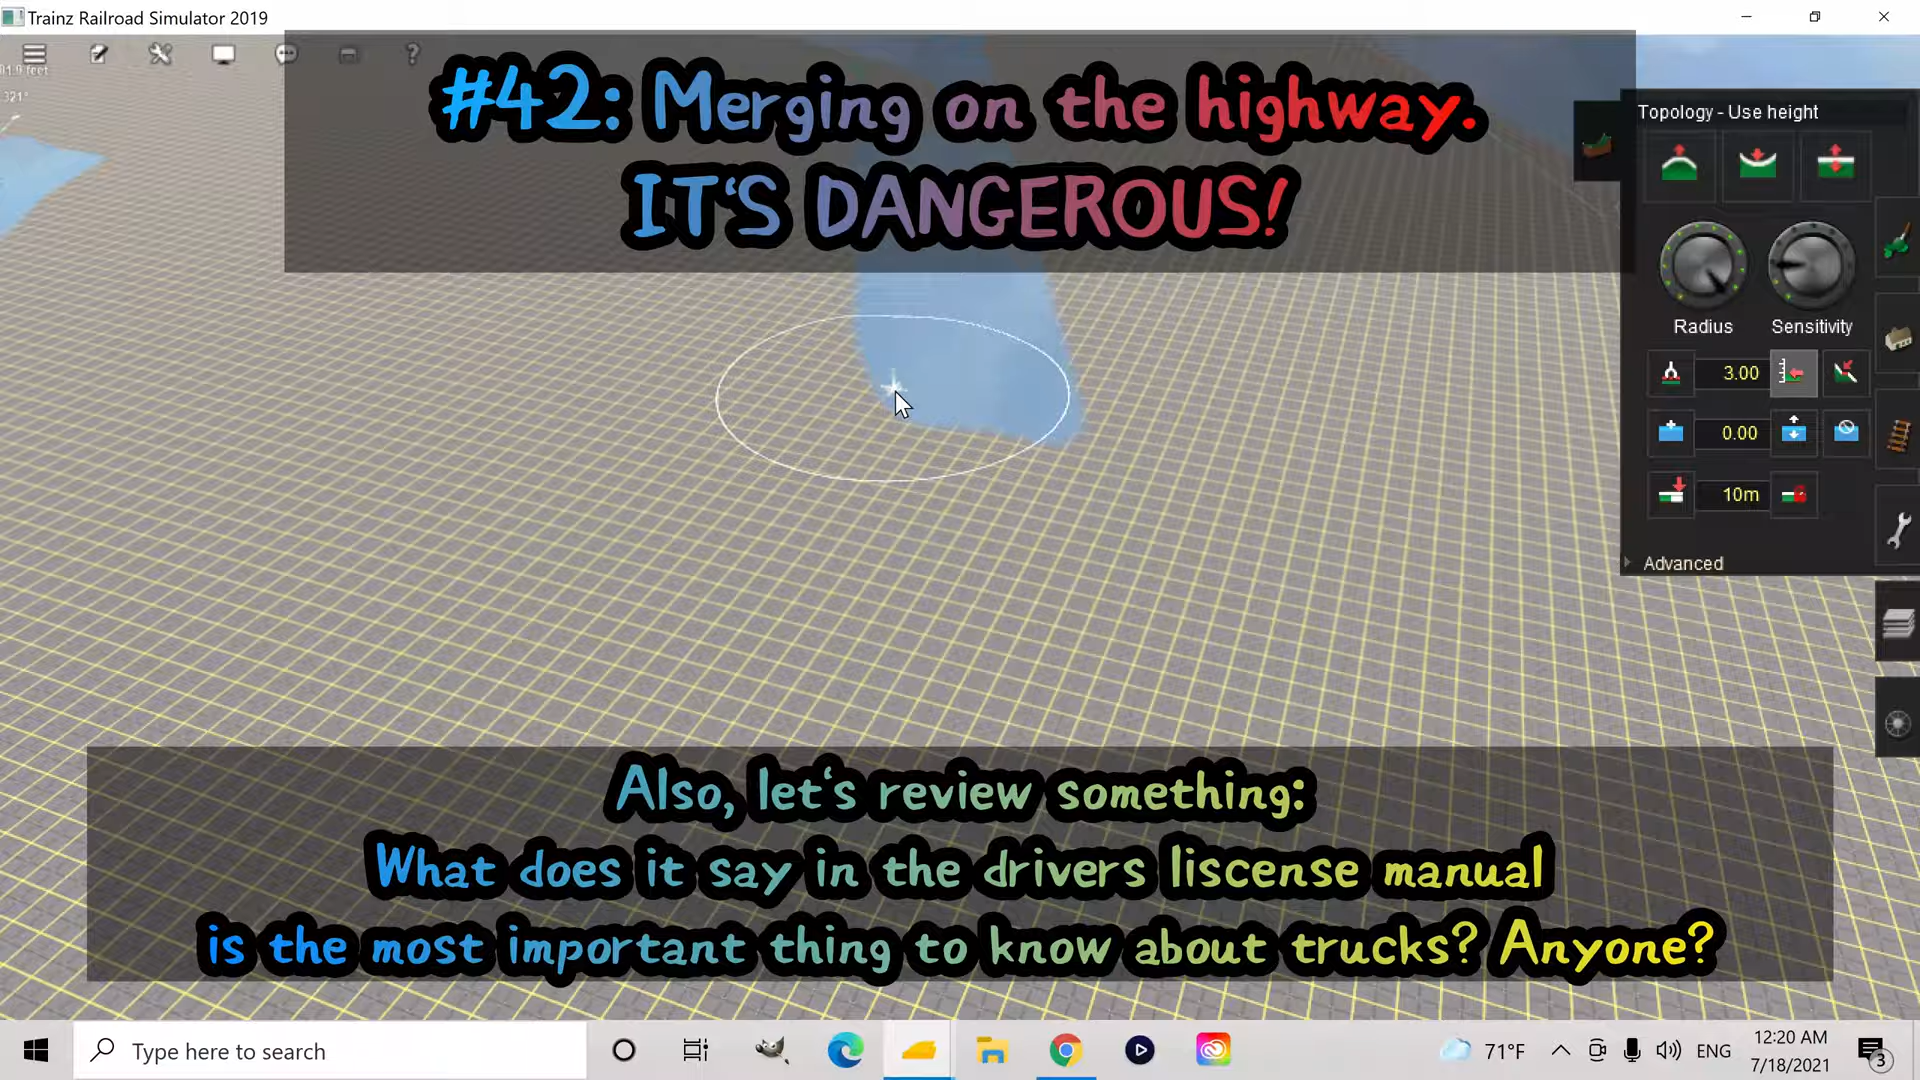 Trainz Railroad Simulator 2019
#42: Merging on the highway.
IT'S DANGEROUS!
321°
Topology - Use height
Radius
Sensitivity
3.00
0.00
10m
Advanced
Also, let's review something:
What does it say in the drivers liscense manual
is the most important thing to know about trucks? Anyone?
Type here to search
71°F
ENG
12:20 AM
7/18/2021
3